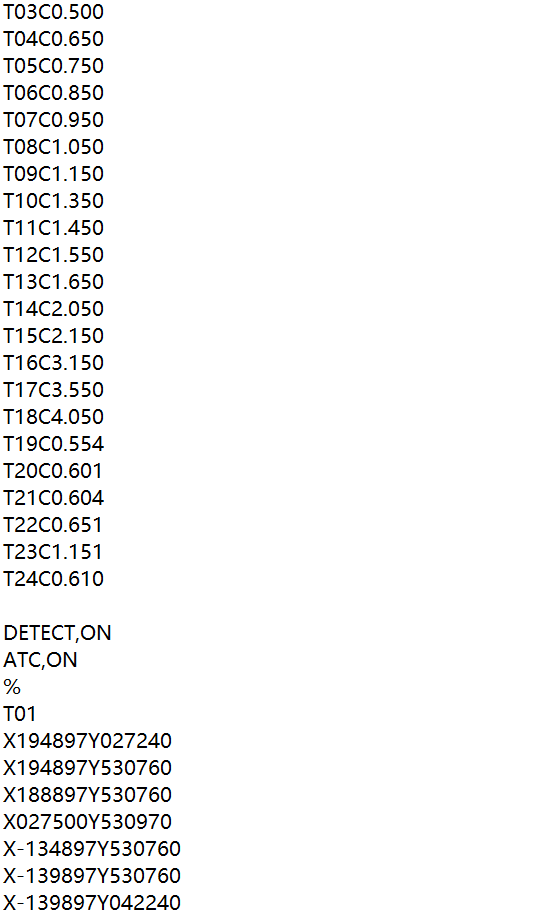 T03C0.500
T04C0.650
T05C0.750
T06C0.850
T07C0.950
T08C1.050
T09C1.150
T10C1.350
T11C1.450
T12C1.550
T13C1.650
T14C2.050
T15C2.150
T16C3.150
T17C3.550
T18C4.050
T19C0.554
T20C0.601
T21C0.604
T22C0.651
T23C1.151
T24C0.610
DETECT,ON
ATC,ON
%
T01
X194897Y027240
X194897Y530760
X188897Y530760
X027500Y530970
X-134897Y530760
X-139897Y530760
X-139897Y042240